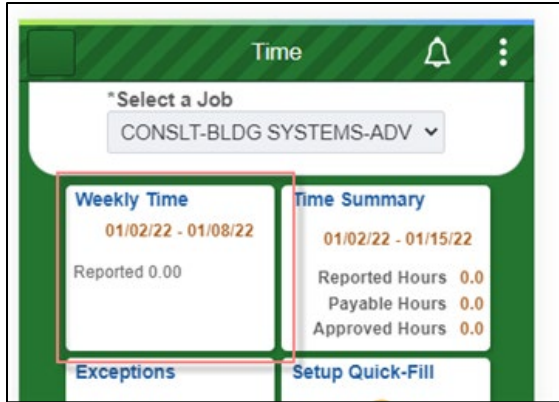 Time
*Select a Job
CONSLT-BLDG SYSTEMS-ADV
Weekly Time
01/02/22 - 01/08/22
Reported 0.00
Time Summary
01/02/22 - 01/15/22
Reported Hours 0.0
Payable Hours 0.0
Approved Hours 0.0
Exceptions
Setup Quick-Fill